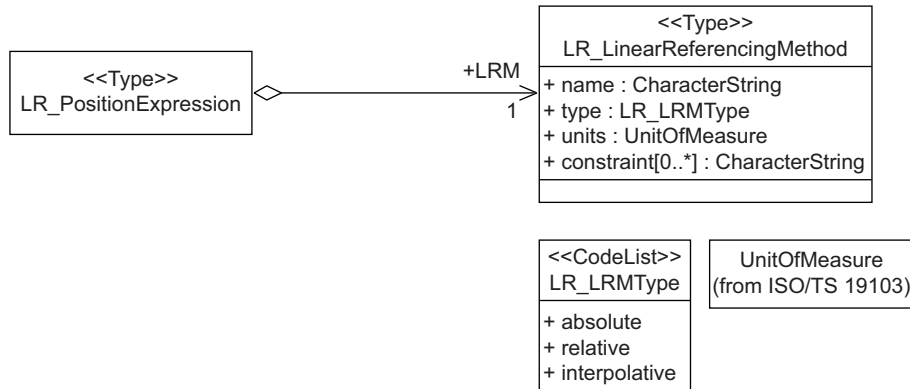 <<Type>>
LR_PositionExpression
+LRM
1
<<Type>>
LR_LinearReferencingMethod
+ name : CharacterString
+ type : LR_LRMType
+ units : UnitOfMeasure
+ constraint[0..*] : CharacterString
<<CodeList>>
LR_LRMType
+ absolute
+ relative
+ interpolative
UnitOfMeasure
(from ISO/TS 19103)